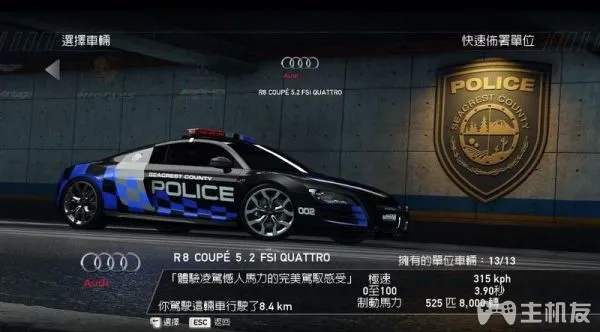 選擇車輛
快速佈署單位
Audi
R8 COUPÉ 5.2 FSI QUATTRO
POLICE
SEACREST COUNTY
SEACREST COUNTY
POLICE
002
Audi
R8 COUPÉ 5.2 FSI QUATTRO
擁有的單位車輛：13/13
「體驗凌駕憾人馬力的完美駕馭感受」
極速 315 kph
0至100 3.90秒
你駕駛這輛車行駛了8.4 km
制動馬力 525 匹 8,000 轉
選擇 ESC 返回
主机友